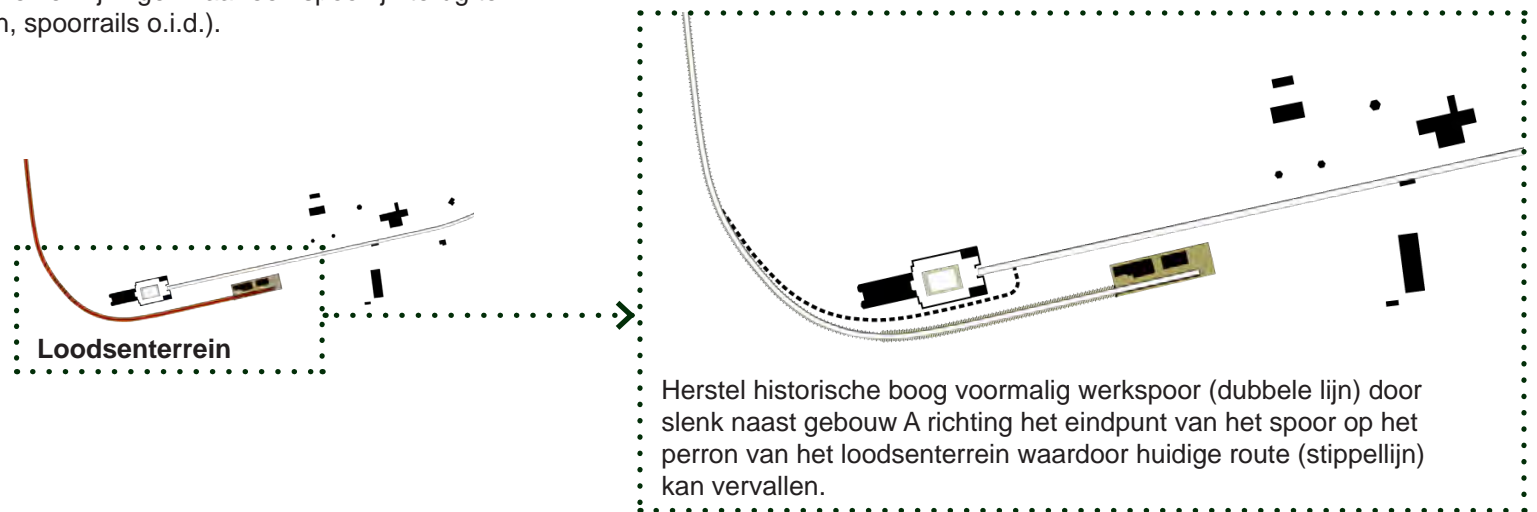 n, spoorrails o.i.d.).
Loodsenterrein
Herstel historische boog voormalig werkspoor (dubbele lijn) door
slenk naast gebouw A richting het eindpunt van het spoor op het
perron van het loodsenterrein waardoor huidige route (stippellijn)
kan vervallen.